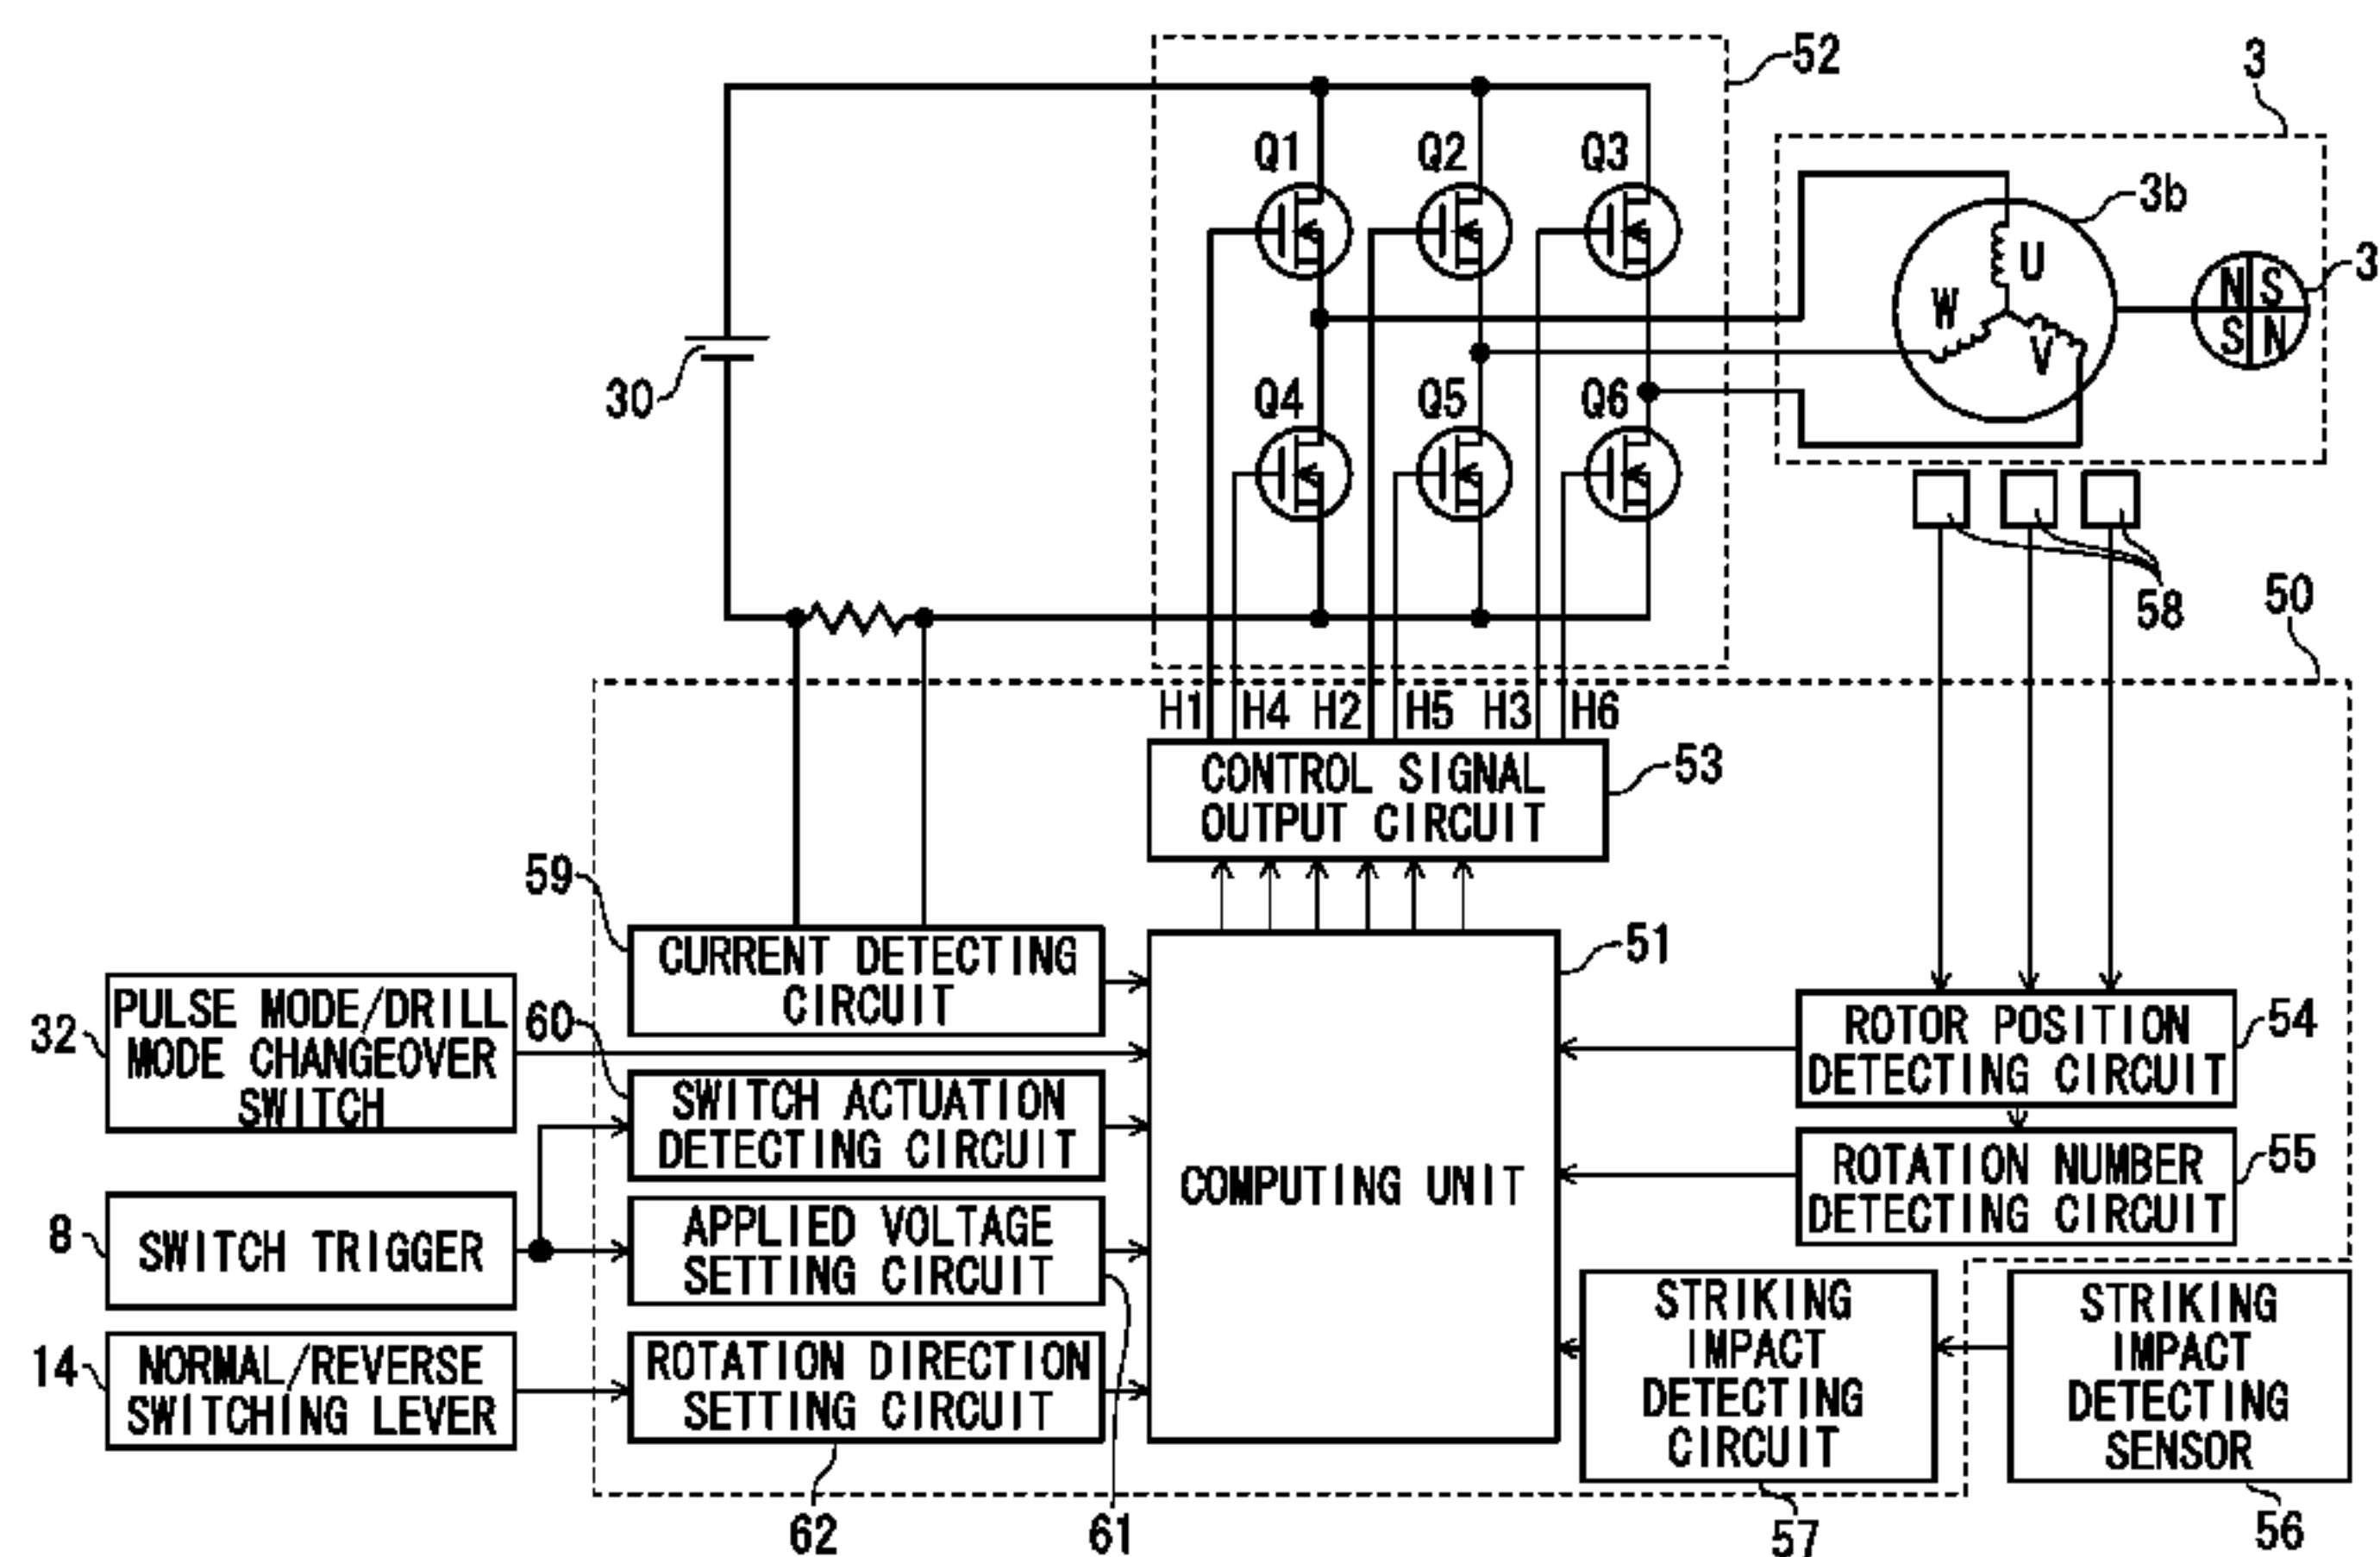 52
3
Q1
Q2
Q3
3b
U
W
V
N S
S N
3
30
Q4
Q5
Q6
58
50
H1
H4
H2
H5
H3
H6
CONTROL SIGNAL
OUTPUT CIRCUIT
53
59
CURRENT DETECTING
CIRCUIT
51
32
PULSE MODE/DRILL
MODE CHANGEOVER
SWITCH
60
SWITCH ACTUATION
DETECTING CIRCUIT
COMPUTING UNIT
ROTOR POSITION
DETECTING CIRCUIT
54
ROTATION NUMBER
DETECTING CIRCUIT
55
8
SWITCH TRIGGER
APPLIED VOLTAGE
SETTING CIRCUIT
14
NORMAL/REVERSE
SWITCHING LEVER
ROTATION DIRECTION
SETTING CIRCUIT
STRIKING
IMPACT
DETECTING
CIRCUIT
STRIKING
IMPACT
DETECTING
SENSOR
62
61
57
56